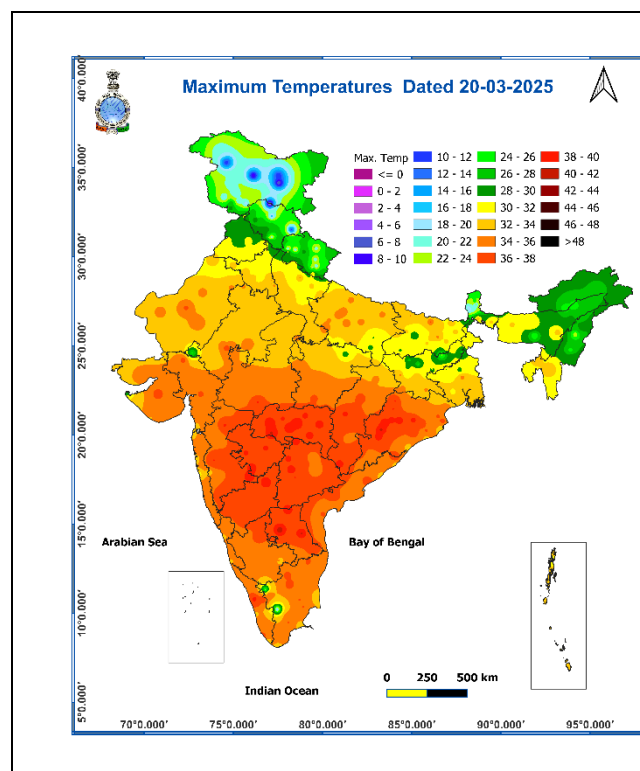 Maximum Temperatures Dated 20-03-2025
Max. Temp
<= 0
0 - 2
2 - 4
4 - 6
6 - 8
8 - 10
10 - 12
12 - 14
14 - 16
16 - 18
18 - 20
20 - 22
22 - 24
24 - 26
26 - 28
28 - 30
30 - 32
32 - 34
34 - 36
36 - 38
38 - 40
40 - 42
42 - 44
44 - 46
46 - 48
>48
40°0.000'
35°0.000'
30°0.000'
25°0.000'
20°0.000'
15°0.000'
10°0.000'
5°0.000'
Arabian Sea
Bay of Bengal
Indian Ocean
0 250 500 km
70°0.000' 75°0.000' 80°0.000' 85°0.000' 90°0.000' 95°0.000'